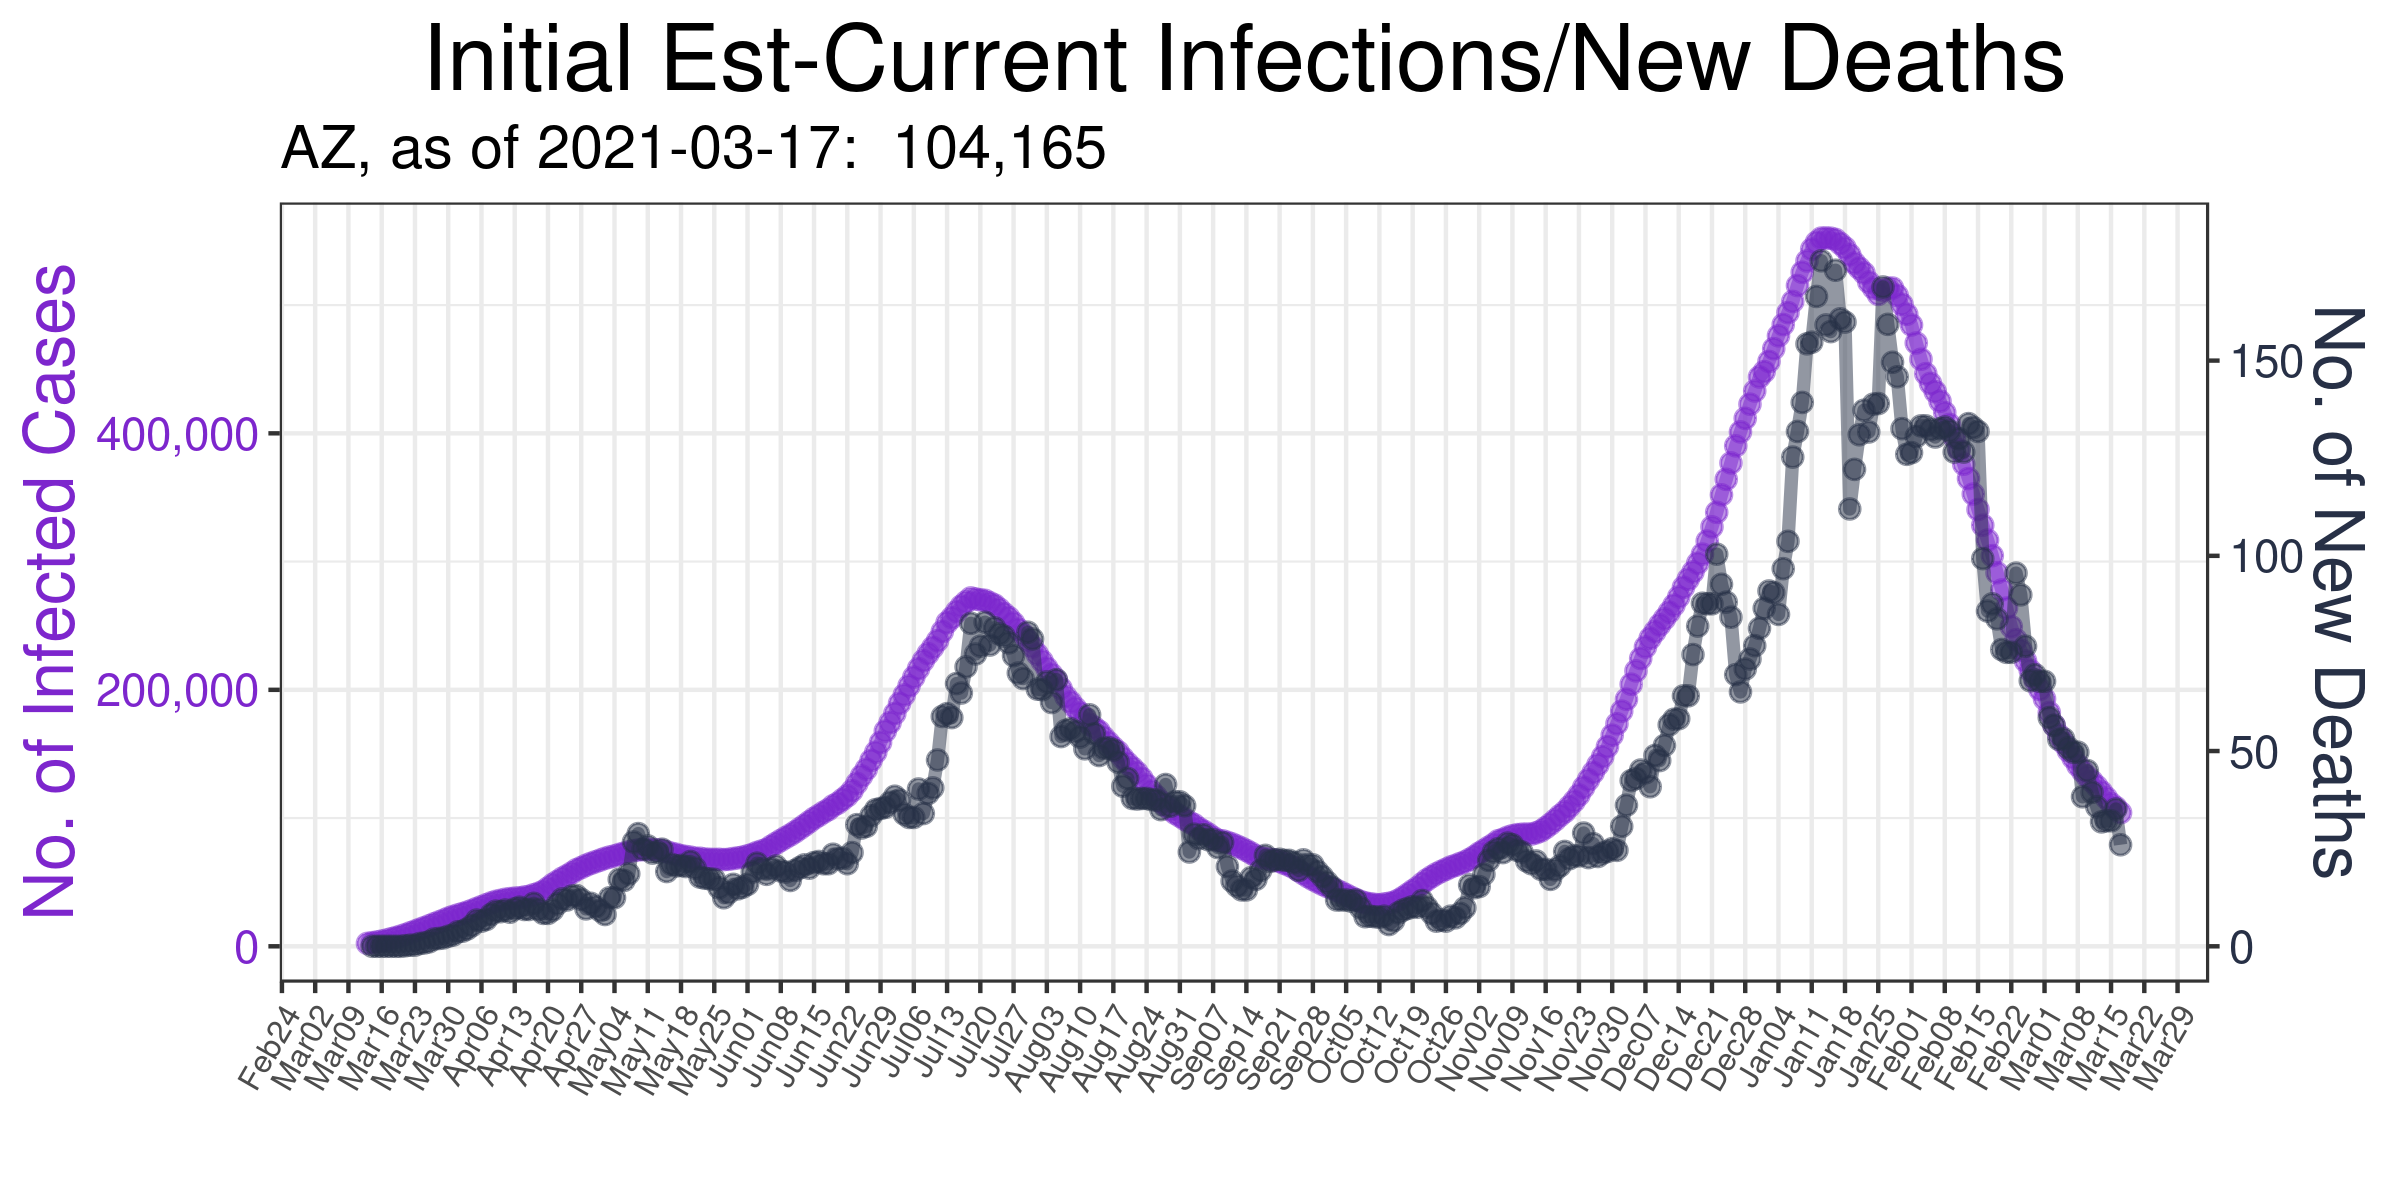 Initial Est-Current Infections/New Deaths
AZ, as of 2021-03-17:  104,165
No. of Infected Cases
400,000
200,000
0
150
100
50
0
No. of New Deaths
Feb24
Mar02
Mar09
Mar16
Mar23
Mar30
Apr06
Apr13
Apr20
Apr27
May04
May11
May18
May25
Jun01
Jun08
Jun15
Jun22
Jun29
Jul06
Jul13
Jul20
Jul27
Aug03
Aug10
Aug17
Aug24
Aug31
Sep07
Sep14
Sep21
Sep28
Oct05
Oct12
Oct19
Oct26
Nov02
Nov09
Nov16
Nov23
Nov30
Dec07
Dec14
Dec21
Dec28
Jan04
Jan11
Jan18
Jan25
Feb01
Feb08
Feb15
Feb22
Mar01
Mar08
Mar15
Mar22
Mar29